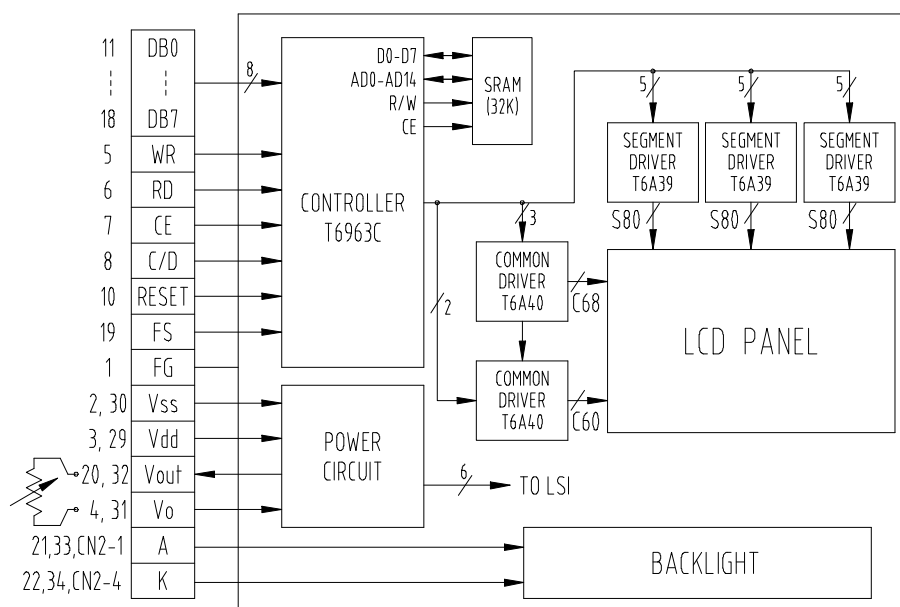 11 DB0
18 DB7
5 WR
6 RD
7 CE
8 C/D
10 RESET
19 FS
1 FG
2, 30 Vss
3, 29 Vdd
20, 32 Vout
4, 31 Vo
21,33,CN2-1 A
22,34,CN2-4 K
8
CONTROLLER
T6963C
D0-D7
AD0-AD14
R/W
CE
SRAM
(32K)
5
5
5
SEGMENT
DRIVER
T6A39
SEGMENT
DRIVER
T6A39
SEGMENT
DRIVER
T6A39
S80
S80
S80
3
2
COMMON
DRIVER
T6A40
C68
COMMON
DRIVER
T6A40
C60
LCD PANEL
POWER
CIRCUIT
6
TO LSI
BACKLIGHT